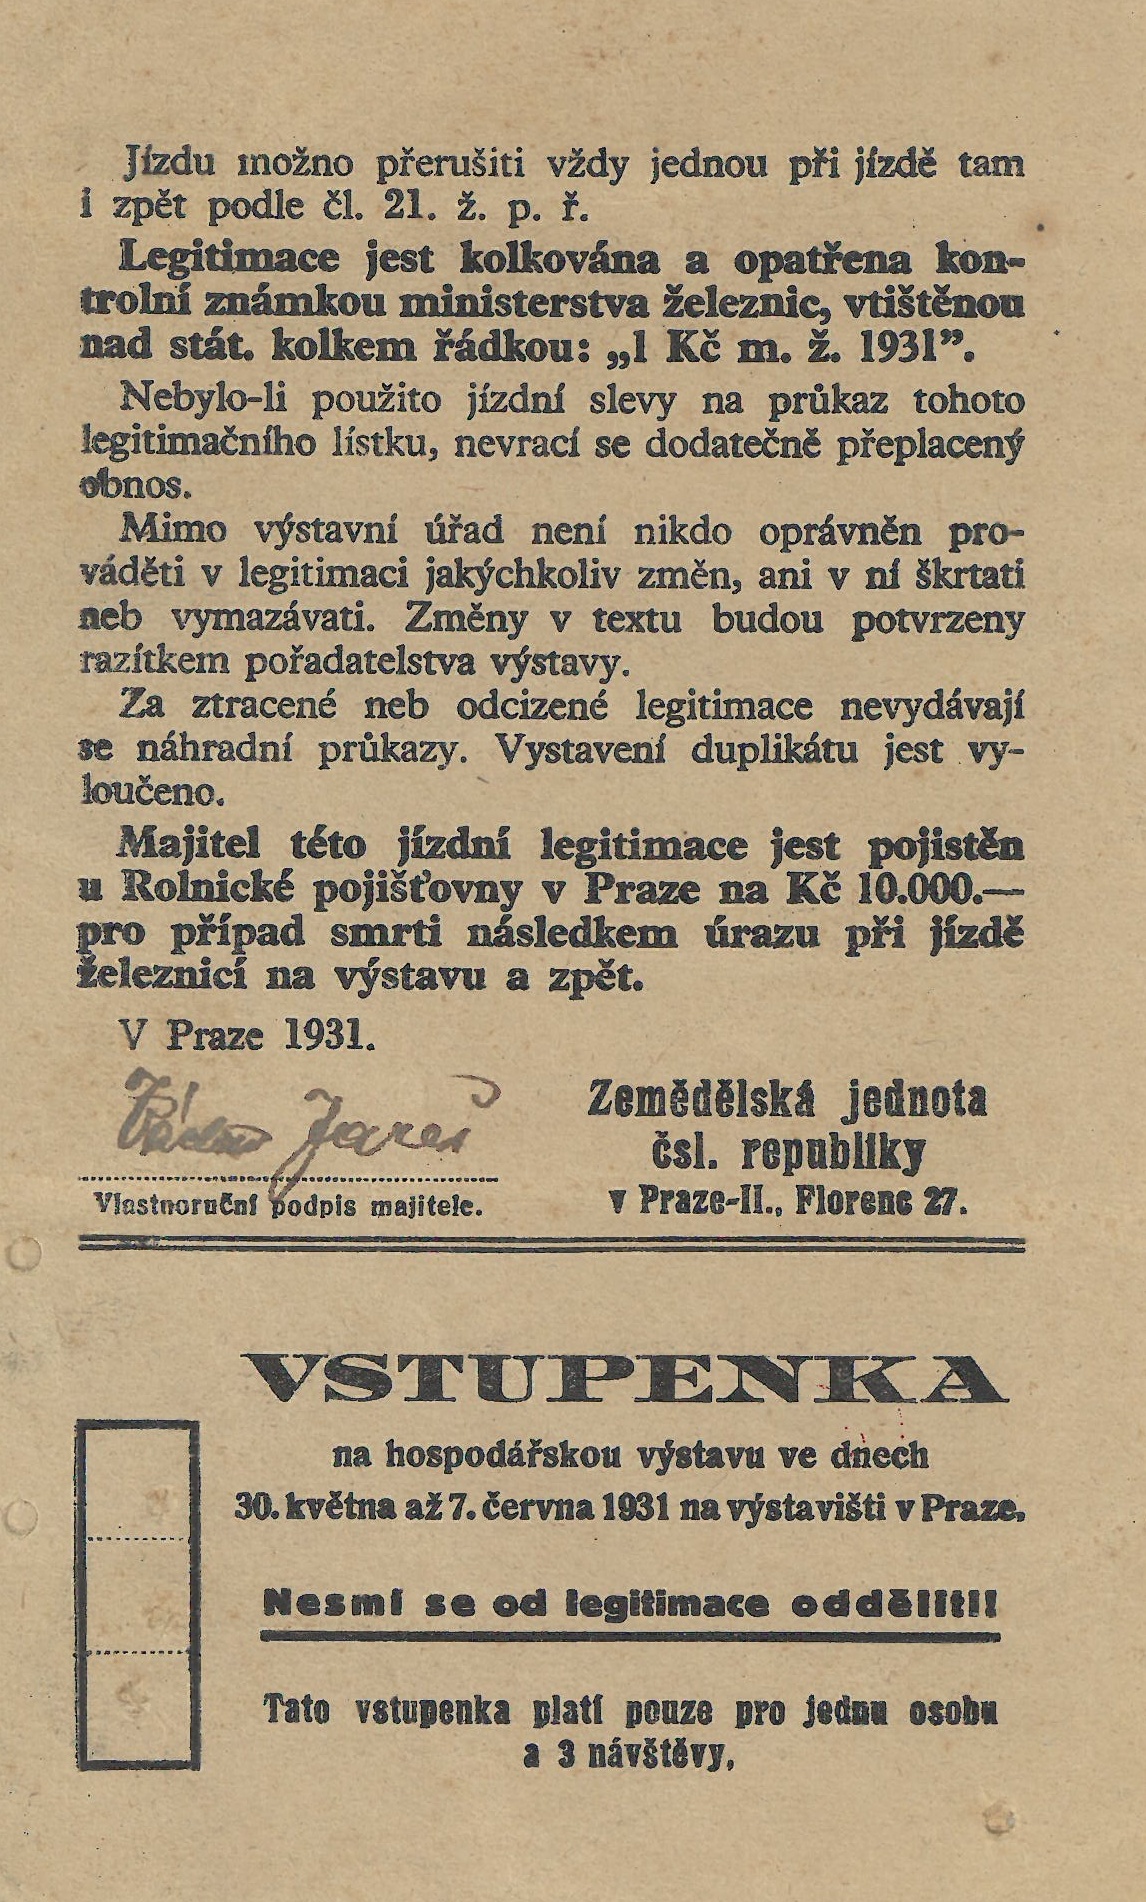 Jízdu možno přerušiti vždy jednou při jízdě tam
i zpět podle čl. 21. ž. p. ř.
Legitimace jest kolkována a opatřena kon-
trolní známkou ministerstva železnic, vtištěnou
nad stát. kolkem řádkou: „1 Kč m. ž. 1931”.
Nebylo-li použito jízdní slevy na průkaz tohoto
legitimačního lístku, nevrací se dodatečně přeplacený
obnos.
Mimo výstavní úřad není nikdo oprávněn pro-
váděti v legitimaci jakýchkoliv změn, ani v ní škrtati
neb vymazávati. Změny v textu budou potvrzeny
razítkem pořadatelstva výstavy.
Za ztracené neb odcizené legitimace nevydávají
se náhradní průkazy. Vystavení duplikátu jest vy-
loučeno.
Majitel této jízdní legitimace jest pojistěn
u Rolnické pojišťovny v Praze na Kč 10.000.—
pro případ smrti následkem úrazu při jízdě
železnicí na výstavu a zpět.
V Praze 1931.
Jareš
Vlastnoruční podpis majitele.
Zemědělská jednota
čsl. republiky
v Praze-II., Florenc 27.
VSTUPENKA
na hospodářskou výstavu ve dnech
30. května až 7. června 1931 na výstavišti v Praze.
Nesmí se od legitimace odděliti!
Tato vstupenka platí pouze pro jednu osobu
a 3 návštěvy.